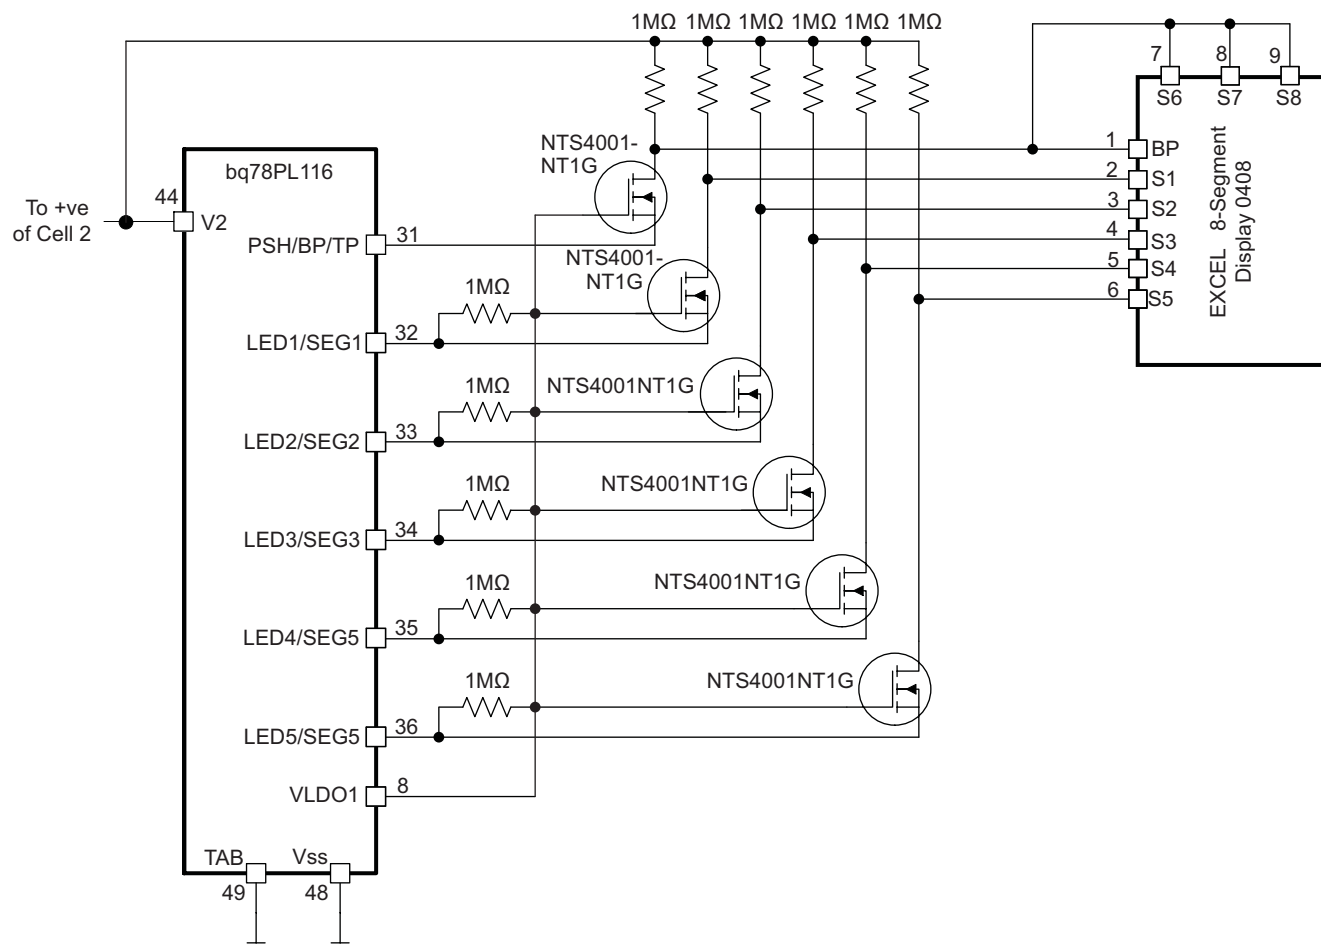 1MΩ 1MΩ 1MΩ 1MΩ 1MΩ 1MΩ
7 8 9
S6 S7 S8
NTS4001-
NT1G
1 BP
2 S1
3 S2
4 S3
5 S4
6 S5
EXCEL 8-Segment
Display 0408
bq78PL116
44
To +ve
of Cell 2
V2
PSH/BP/TP 31
NTS4001-
NT1G
1MΩ
LED1/SEG1 32
1MΩ
NTS4001NT1G
LED2/SEG2 33
1MΩ
NTS4001NT1G
LED3/SEG3 34
1MΩ
NTS4001NT1G
LED4/SEG5 35
1MΩ
NTS4001NT1G
LED5/SEG5 36
VLDO1 8
TAB Vss
49 48